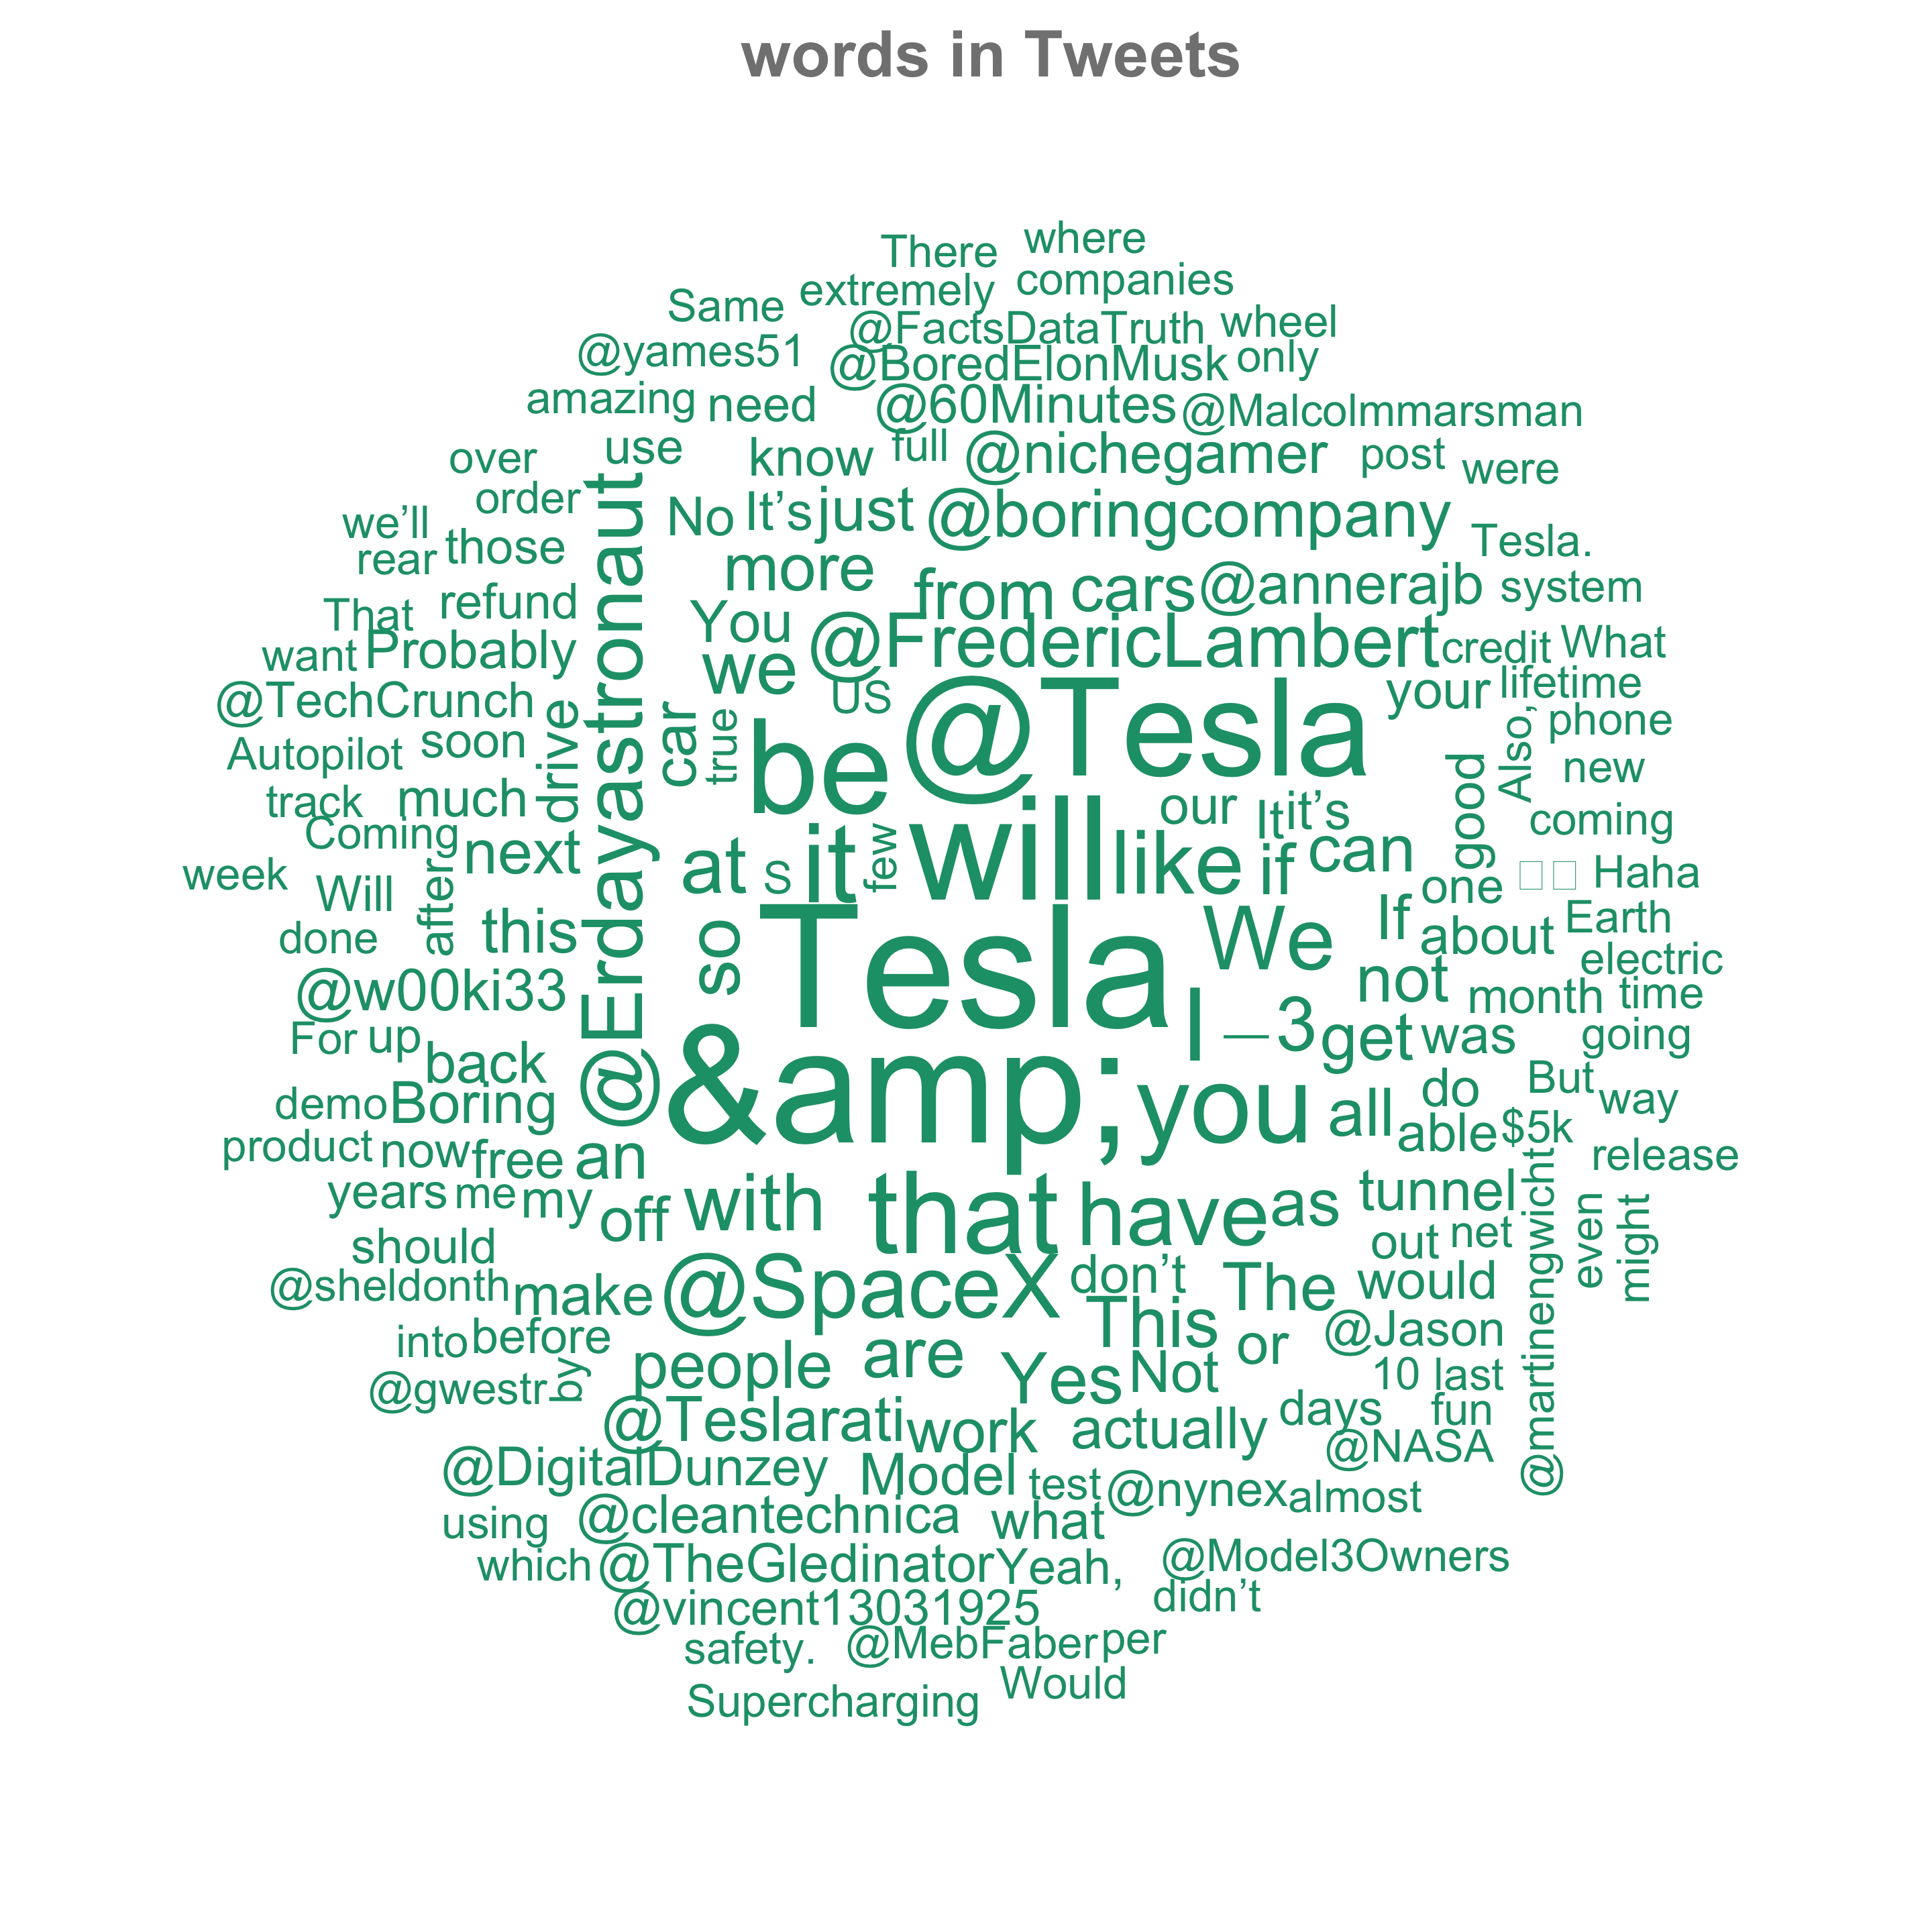 words in Tweets
There where
extremely companies
Same @FactsDataTruth wheel
@yames51 @BoredElonMusk only
amazing need @60Minutes @Malcolmmarsman
over use know full @nichegamer post were
order No It’s just @boringcompany
we’ll those more Tesla.
rear from cars @annerajb system
That refund You
want Probably we @FredericLambert credit What
@TechCrunch US your lifetime
@Erdayastronaut
drive car true be @Tesla Also, phone
Autopilot soon good new
track much our It it’s coming
Coming next at s it few will like if can
week Will after one Haha
done this so Tesla We If about Earth
electric
@w00ki33 not month time
For up I — 3 get was going
back &amp; you all do But way
demo Boring able $5k
product now free an release
years me my off with that have as tunnel
@martinengwicht even might
should out net
@sheldonth make @SpaceX don’t The would
into before This or @Jason
@gwestr by people are Yes Not 10 last
@Teslarati work actually days fun
@NASA
@DigitalDunzey Model test @nynex almost
using @cleantechnica what
which @TheGledinator Yeah, @Model3Owners
@vincent13031925 didn’t
safety. @MebFaber per
Supercharging Would